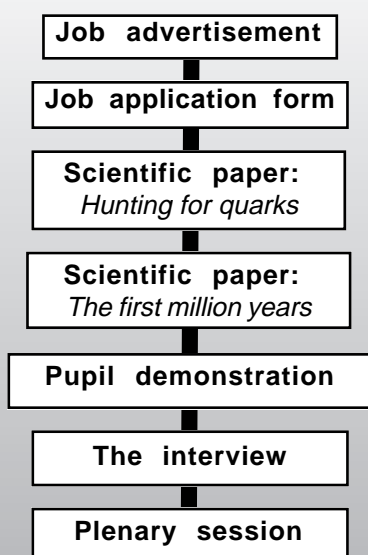 Job advertisement
Job application form
Scientific paper:
Hunting for quarks
Scientific paper:
The first million years
Pupil demonstration
The interview
Plenary session